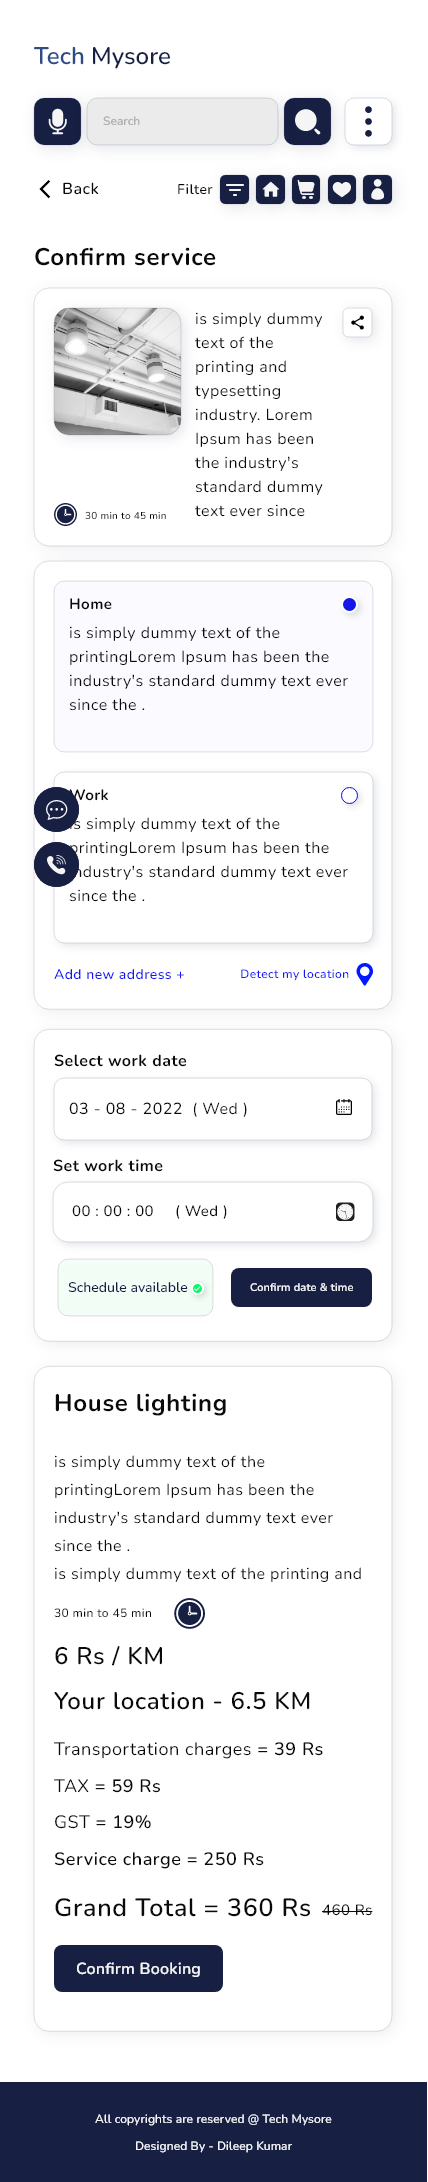 Tech Mysore
Search
Back
Filter
Confirm service
is simply dummy
text of the
printing and
typesetting
industry. Lorem
Ipsum has been
the industry's
standard dummy
text ever since
30 min to 45 min
Home
is simply dummy text of the
printingLorem Ipsum has been the
industry's standard dummy text ever
since the .
Work
is simply dummy text of the
printingLorem Ipsum has been the
industry's standard dummy text ever
since the .
Add new address +
Detect my location
Select work date
03 - 08 - 2022 ( Wed )
Set work time
00 : 00 : 00 ( Wed )
Schedule available
Confirm date & time
House lighting
is simply dummy text of the
printingLorem Ipsum has been the
industry's standard dummy text ever
since the .
is simply dummy text of the printing and
30 min to 45 min
6 Rs / KM
Your location - 6.5 KM
Transportation charges = 39 Rs
TAX = 59 Rs
GST = 19%
Service charge = 250 Rs
Grand Total = 360 Rs 460 Rs
Confirm Booking
All copyrights are reserved @ Tech Mysore
Designed By - Dileep Kumar